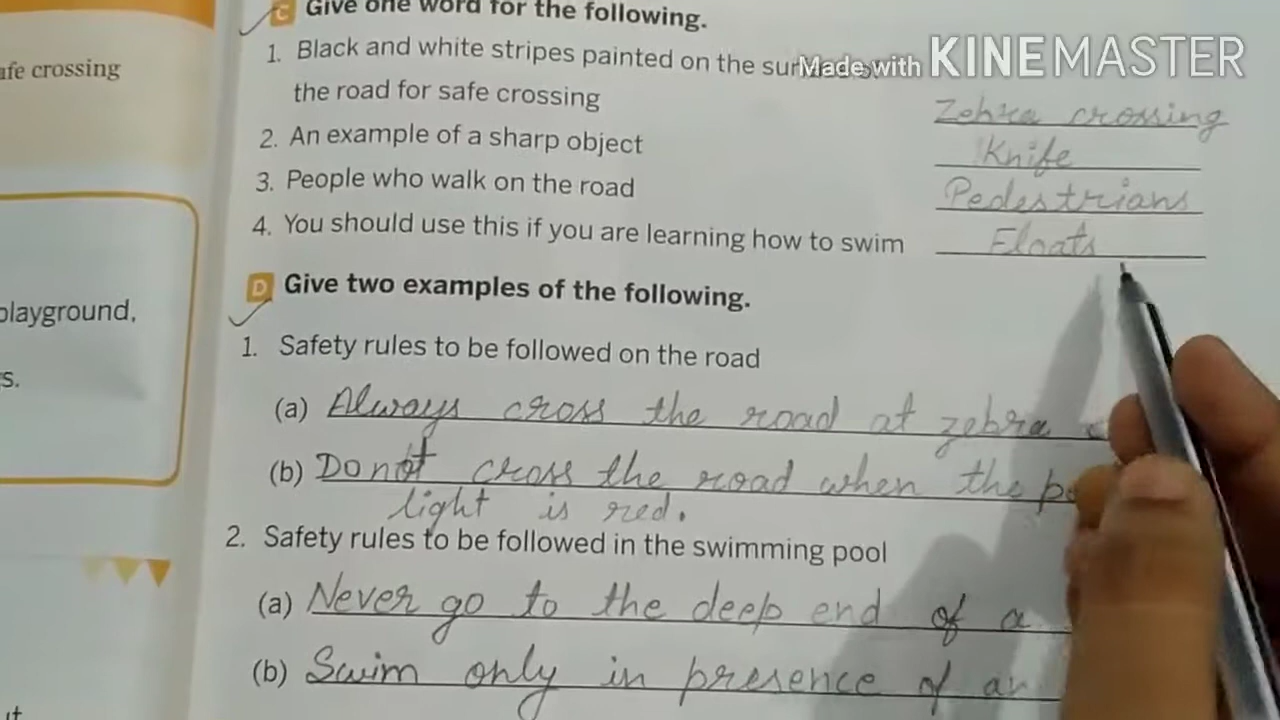 C Give one word for the following.
afe crossing
1. Black and white stripes painted on the
Made with KINEMASTER
the road for safe crossing
Zebra crossing
2. An example of a sharp object Knife
3. People who walk on the road Pedestrians
4. You should use this if you are learning how to swim Floats
D Give two examples of the following.
playground,
1. Safety rules to be followed on the road
s.
(a) Always cross the road at zebra
(b) Do not cross the road when the
light is red.
2. Safety rules to be followed in the swimming pool
(a) Never go to the deep end of a
(b) Swim only in presence of an